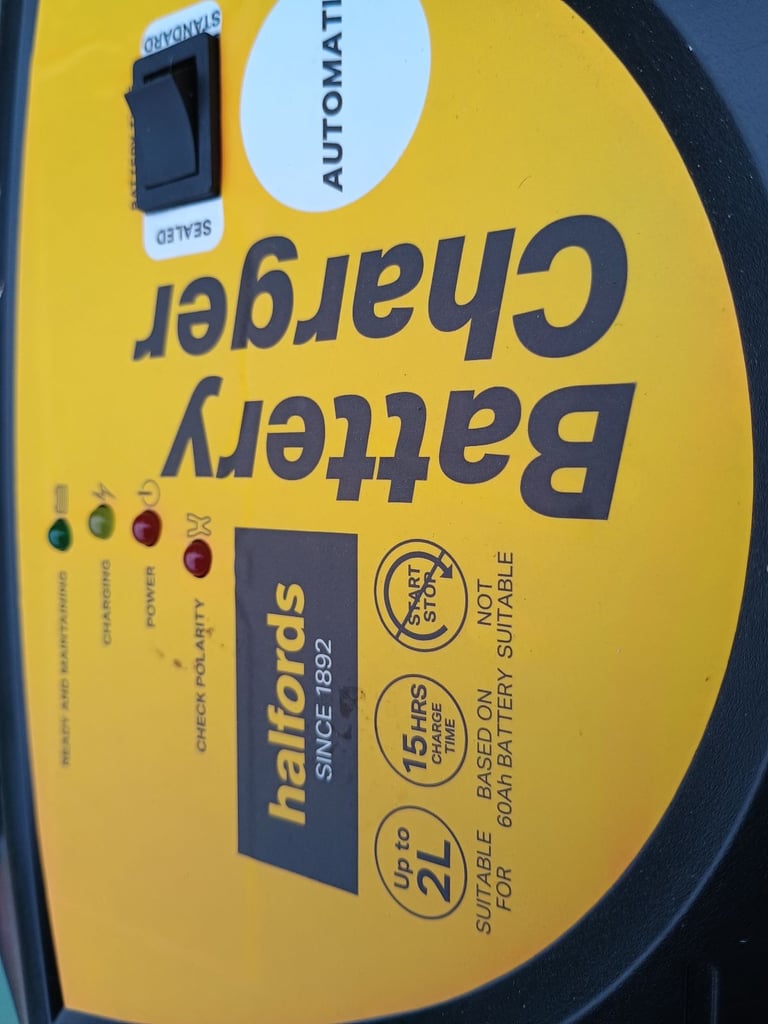 STANDARD
BATTERY
SEALED
AUTOMATI
Battery
Charger
READY AND MAINTAINING
CHARGING
POWER
CHECK POLARITY
halfords
SINCE 1892
Up to
2L
SUITABLE
FOR
15 HRS
CHARGE
TIME
BASED ON
60Ah BATTERY
START
STOP
NOT
SUITABLE